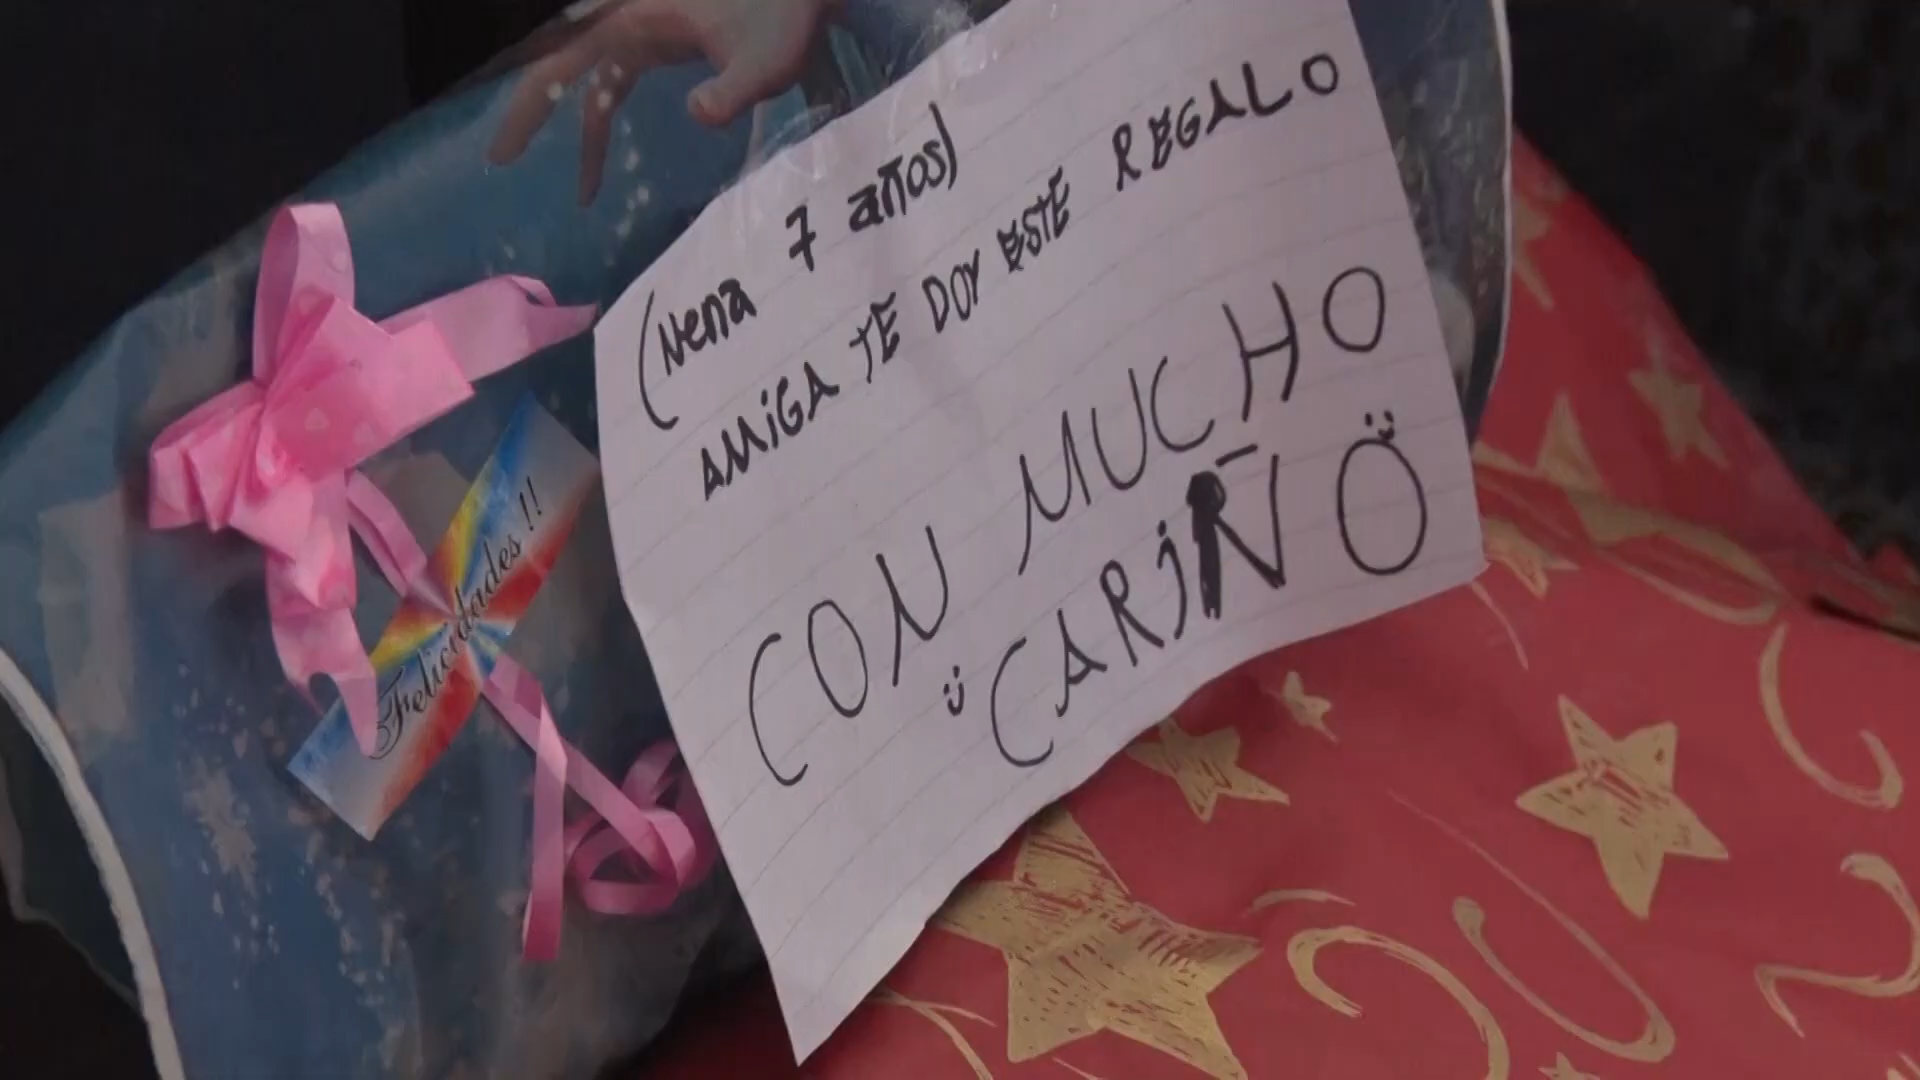 (Nena 7 años)
AMiGA TE DOY ESTE REGALO
CON MUCHO
CARiÑO
Felicidades!!